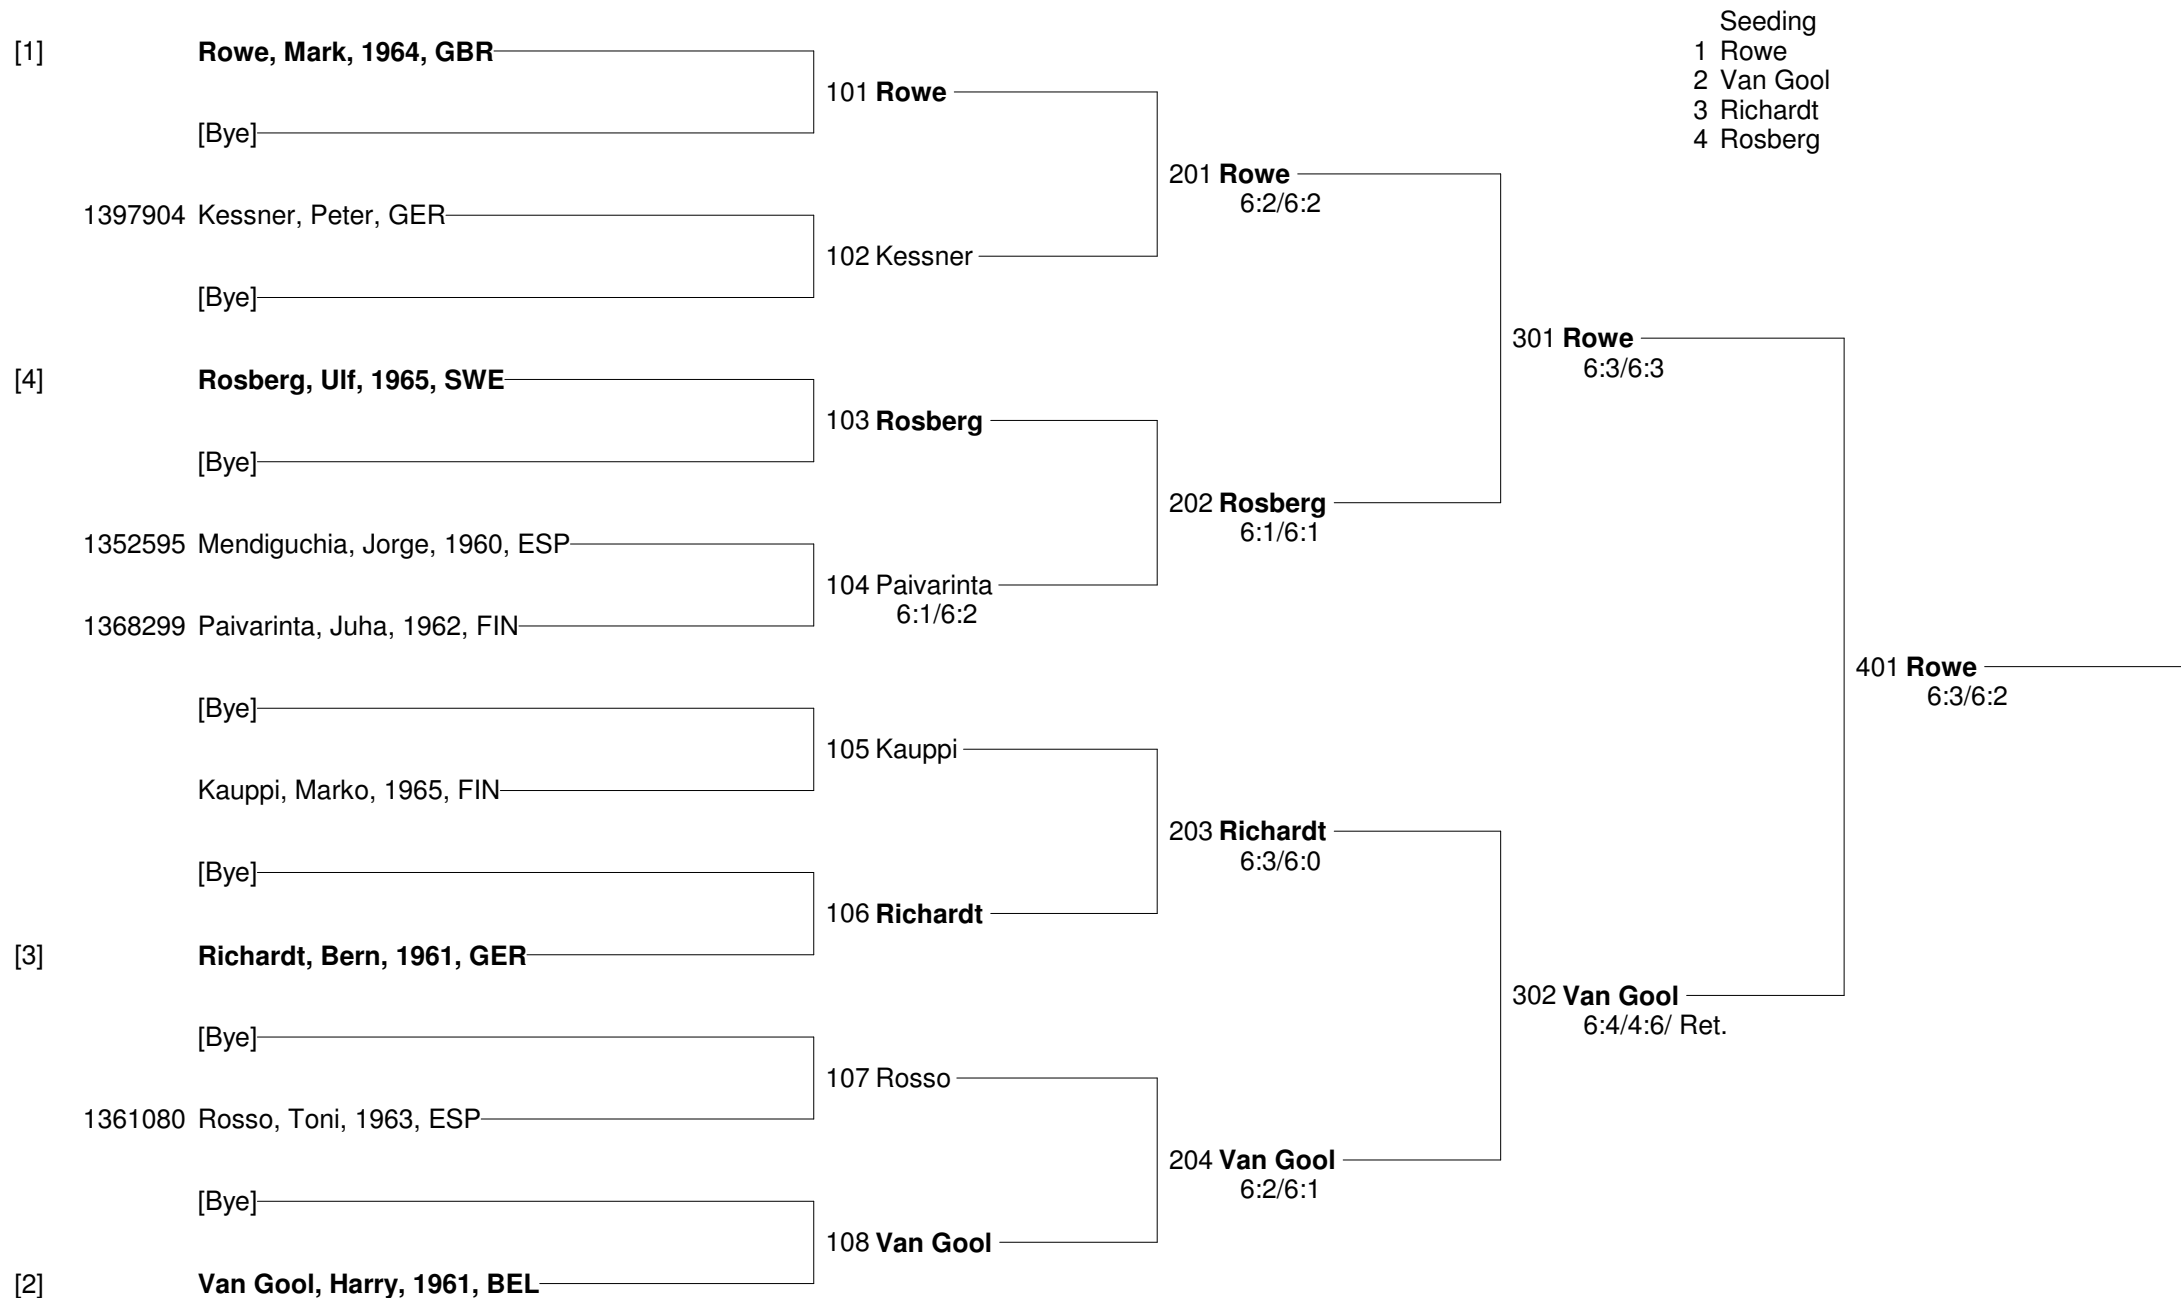 Seeding
1 Rowe
2 Van Gool
3 Richardt
4 Rosberg
[1] Rowe, Mark, 1964, GBR
101 Rowe
[Bye]
201 Rowe
6:2/6:2
1397904 Kessner, Peter, GER
102 Kessner
[Bye]
301 Rowe
6:3/6:3
[4] Rosberg, Ulf, 1965, SWE
103 Rosberg
[Bye]
202 Rosberg
6:1/6:1
1352595 Mendiguchia, Jorge, 1960, ESP
104 Paivarinta
6:1/6:2
1368299 Paivarinta, Juha, 1962, FIN
401 Rowe
6:3/6:2
[Bye]
105 Kauppi
Kauppi, Marko, 1965, FIN
203 Richardt
6:3/6:0
[Bye]
106 Richardt
[3] Richardt, Bern, 1961, GER
302 Van Gool
6:4/4:6/ Ret.
[Bye]
107 Rosso
1361080 Rosso, Toni, 1963, ESP
204 Van Gool
6:2/6:1
[Bye]
108 Van Gool
[2] Van Gool, Harry, 1961, BEL